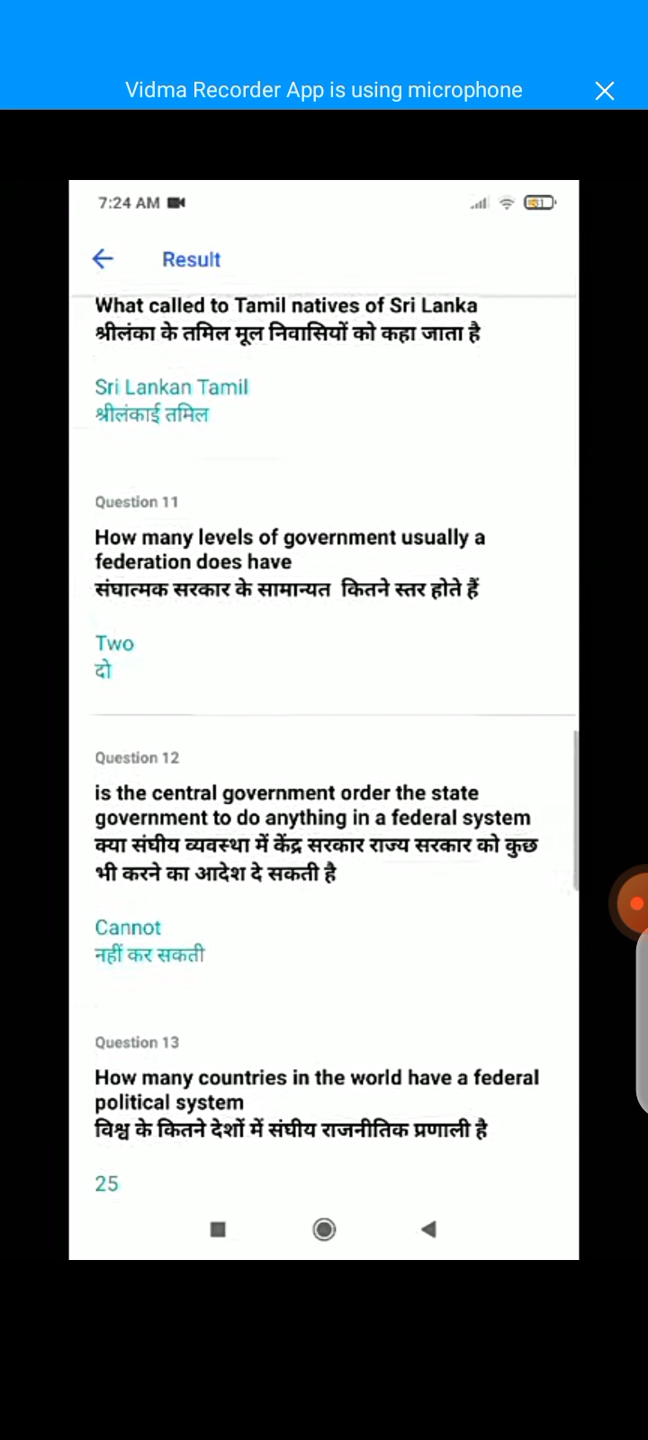 Vidma Recorder App is using microphone
7:24 AM
Result
What called to Tamil natives of Sri Lanka
श्रीलंका के तमिल मूल निवासियों को कहा जाता है
Sri Lankan Tamil
श्रीलंकाई तमिल
Question 11
How many levels of government usually a
federation does have
संघात्मक सरकार के सामान्यत कितने स्तर होते हैं
Two
दो
Question 12
is the central government order the state
government to do anything in a federal system
क्या संघीय व्यवस्था में केंद्र सरकार राज्य सरकार को कुछ
भी करने का आदेश दे सकती है
Cannot
नहीं कर सकती
Question 13
How many countries in the world have a federal
political system
विश्व के कितने देशों में संघीय राजनीतिक प्रणाली है
25